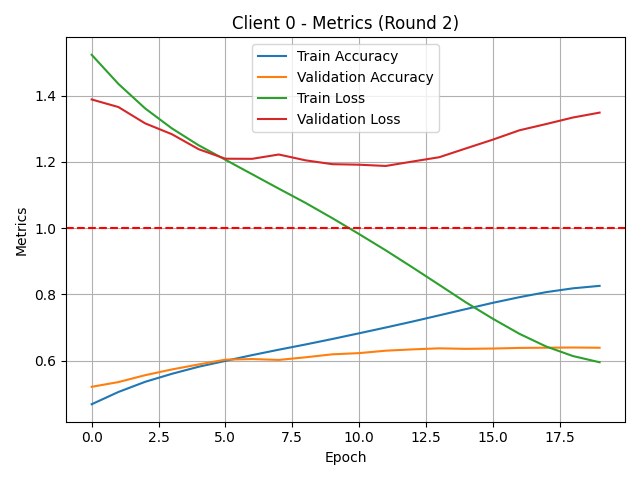 Client 0 - Metrics (Round 2)
Train Accuracy
Validation Accuracy
Train Loss
Validation Loss
Metrics
1.4
1.2
1.0
0.8
0.6
0.0
2.5
5.0
7.5
10.0
12.5
15.0
17.5
Epoch